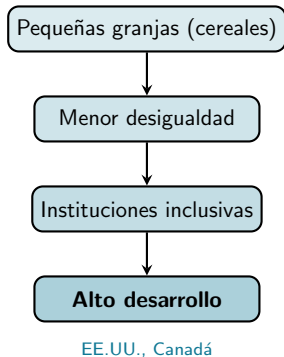 Pequeñas granjas (cereales)
Menor desigualdad
Instituciones inclusivas
Alto desarrollo
EE.UU., Canadá